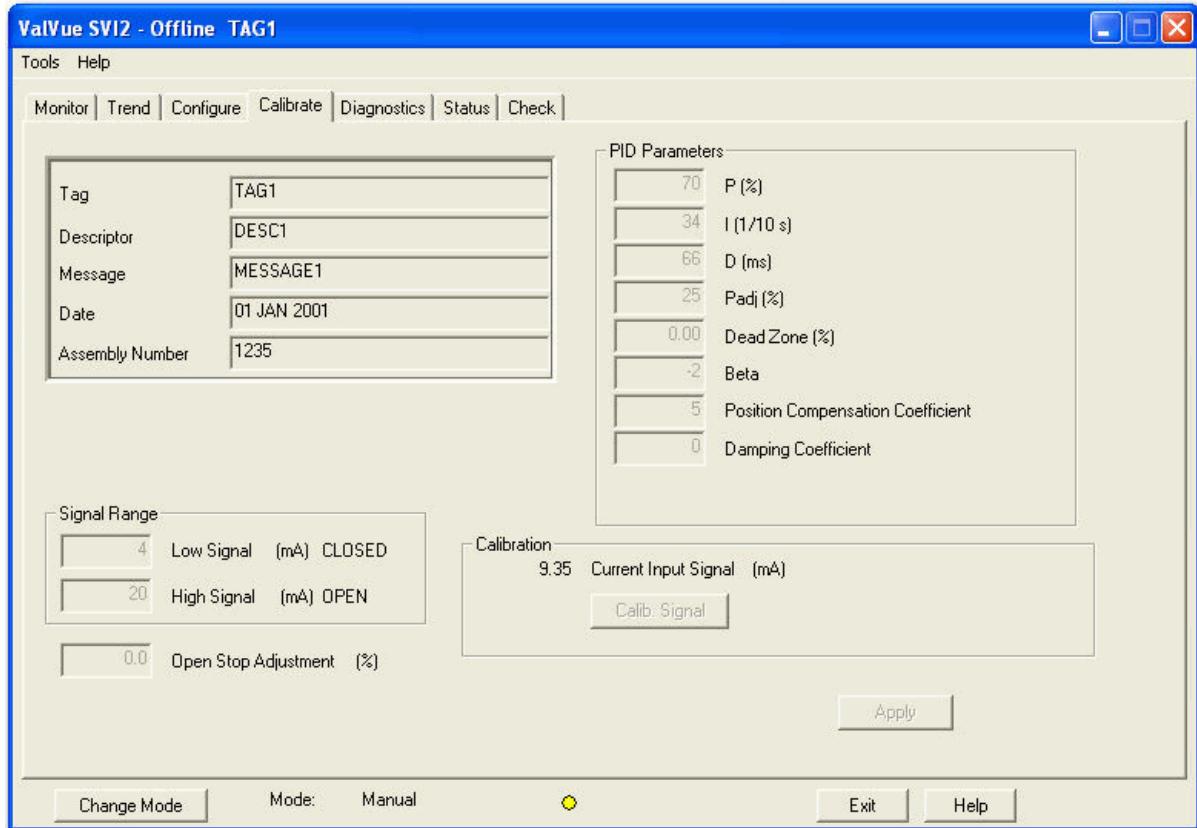 ValVue SVI2 - Offline TAG1
Tools Help
Monitor Trend Configure Calibrate Diagnostics Status Check
Tag TAG1
Descriptor DESC1
Message MESSAGE1
Date 01 JAN 2001
Assembly Number 1235
PID Parameters
70 P (%)
34 I (1/10 s)
66 D (ms)
25 Padj (%)
0.00 Dead Zone (%)
-2 Beta
5 Position Compensation Coefficient
0 Damping Coefficient
Signal Range
4 Low Signal (mA) CLOSED
20 High Signal (mA) OPEN
0.0 Open Stop Adjustment (%)
Calibration
9.35 Current Input Signal (mA)
Calib. Signal
Apply
Change Mode Mode: Manual Exit Help